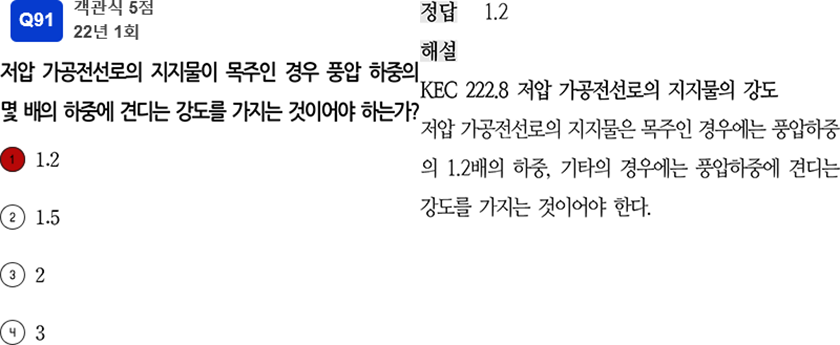 Q91
객관식 5점
22년 1회
저압 가공전선로의 지지물이 목주인 경우 풍압 하중의
몇 배의 하중에 견디는 강도를 가지는 것이어야 하는가?
1 1.2
2 1.5
3 2
4 3
정답 1.2
해설
KEC 222.8 저압 가공전선로의 지지물의 강도
저압 가공전선로의 지지물은 목주인 경우에는 풍압하중
의 1.2배의 하중, 기타의 경우에는 풍압하중에 견디는
강도를 가지는 것이어야 한다.